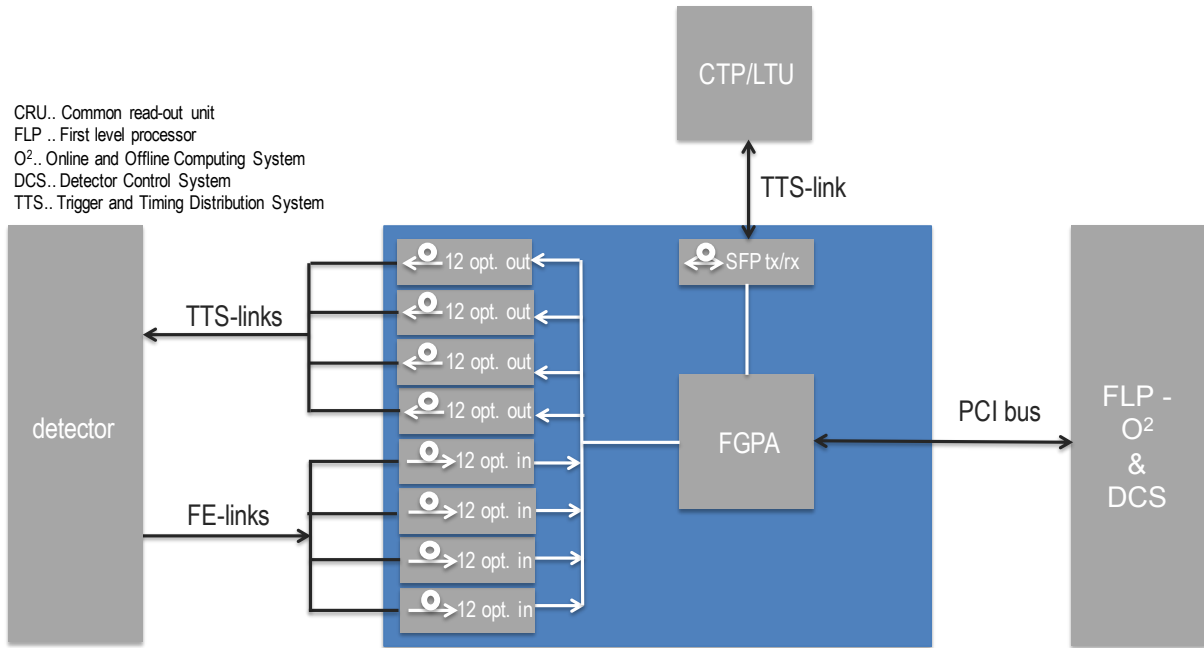 CTP/LTU
CRU.. Common read-out unit
FLP .. First level processor
O².. Online and Offline Computing System
DCS.. Detector Control System
TTS.. Trigger and Timing Distribution System
TTS-link
12 opt. out
SFP tx/rx
12 opt. out
TTS-links
12 opt. out
12 opt. out
detector
FGPA
PCI bus
FLP -
O²
&
DCS
12 opt. in
12 opt. in
FE-links
12 opt. in
12 opt. in